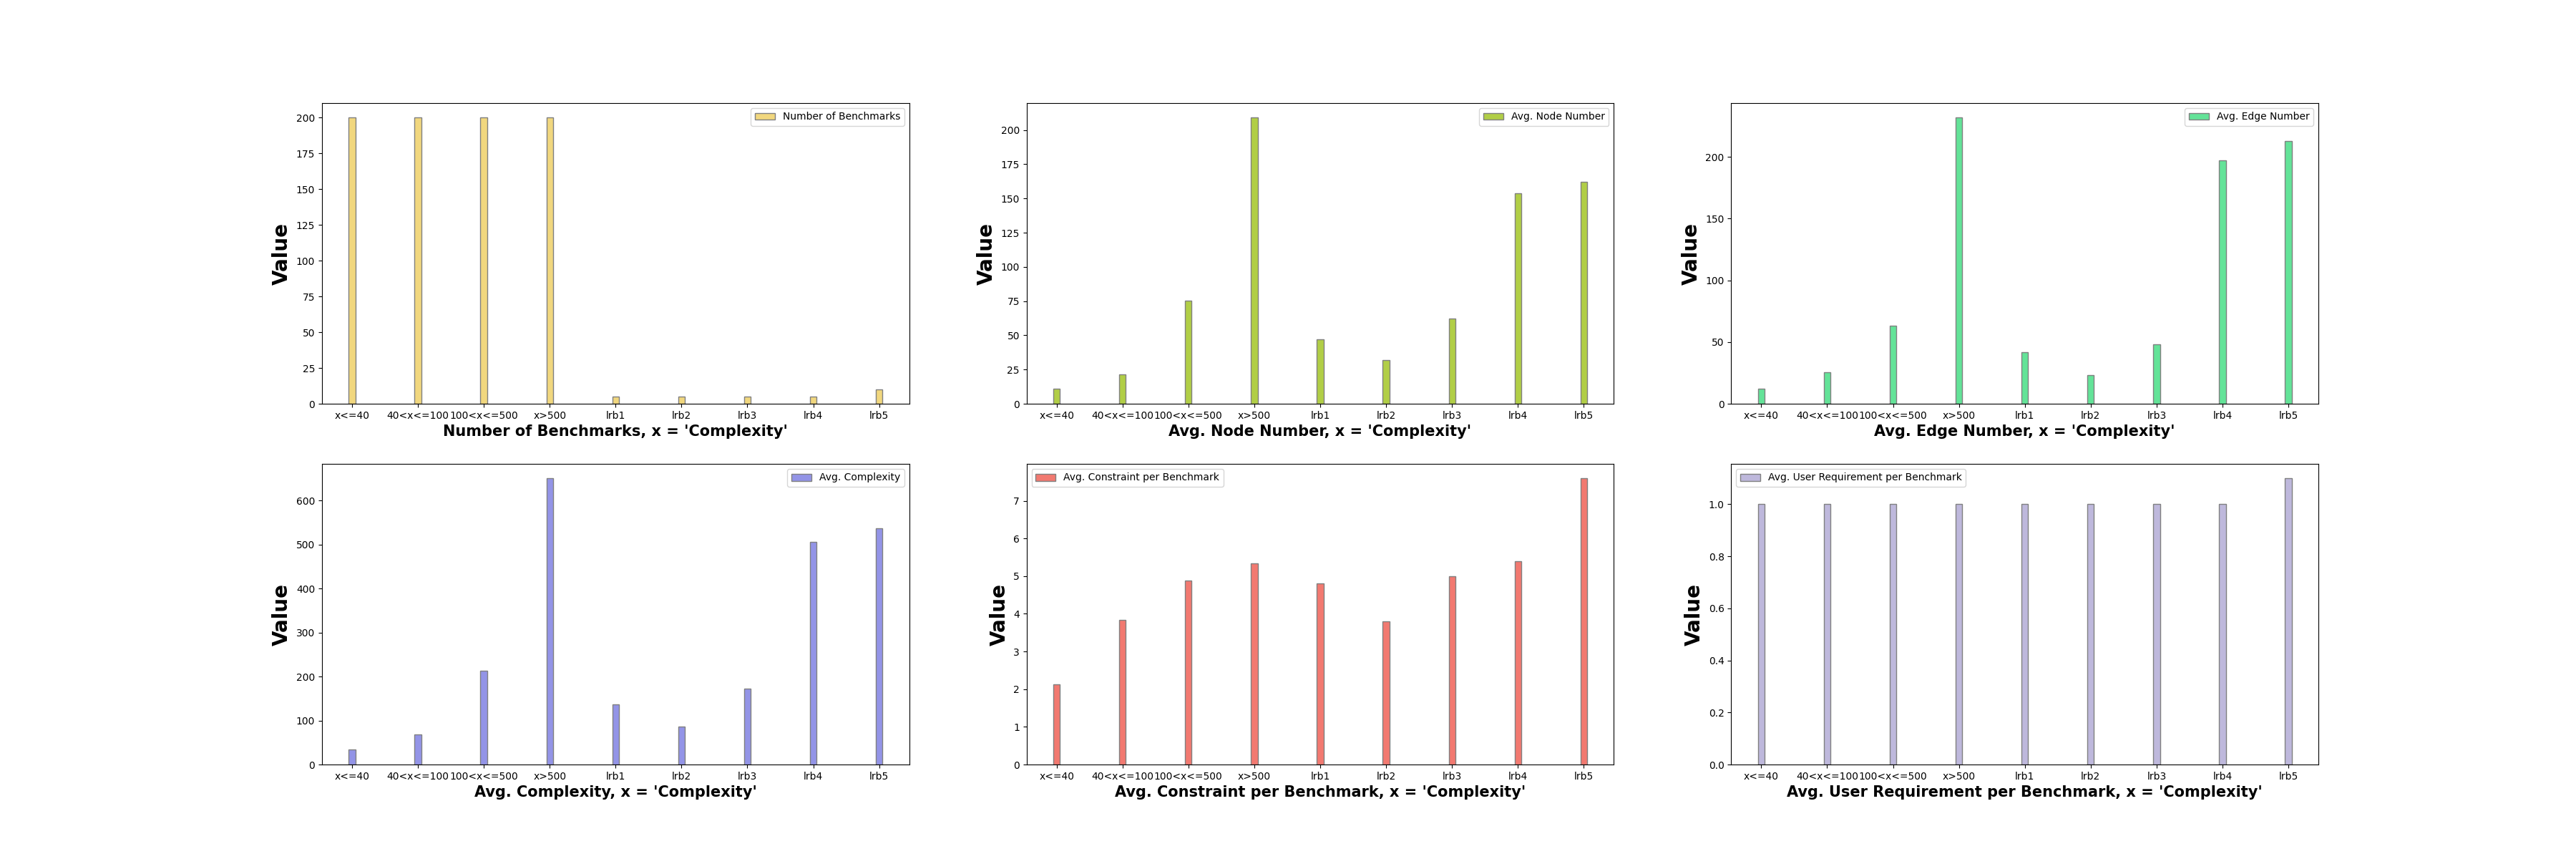 Number of Benchmarks
Value
200
175
150
125
100
75
50
25
0
x<=40 40<x<=100 100<x<=500 x>500 lrb1 lrb2 lrb3 lrb4 lrb5
Number of Benchmarks, x = 'Complexity'
Avg. Node Number
Value
200
175
150
125
100
75
50
25
0
x<=40 40<x<=100 100<x<=500 x>500 lrb1 lrb2 lrb3 lrb4 lrb5
Avg. Node Number, x = 'Complexity'
Avg. Edge Number
Value
200
150
100
50
0
x<=40 40<x<=100 100<x<=500 x>500 lrb1 lrb2 lrb3 lrb4 lrb5
Avg. Edge Number, x = 'Complexity'
Avg. Complexity
Value
600
500
400
300
200
100
0
x<=40 40<x<=100 100<x<=500 x>500 lrb1 lrb2 lrb3 lrb4 lrb5
Avg. Complexity, x = 'Complexity'
Avg. Constraint per Benchmark
Value
7
6
5
4
3
2
1
0
x<=40 40<x<=100 100<x<=500 x>500 lrb1 lrb2 lrb3 lrb4 lrb5
Avg. Constraint per Benchmark, x = 'Complexity'
Avg. User Requirement per Benchmark
Value
1.0
0.8
0.6
0.4
0.2
0.0
x<=40 40<x<=100 100<x<=500 x>500 lrb1 lrb2 lrb3 lrb4 lrb5
Avg. User Requirement per Benchmark, x = 'Complexity'